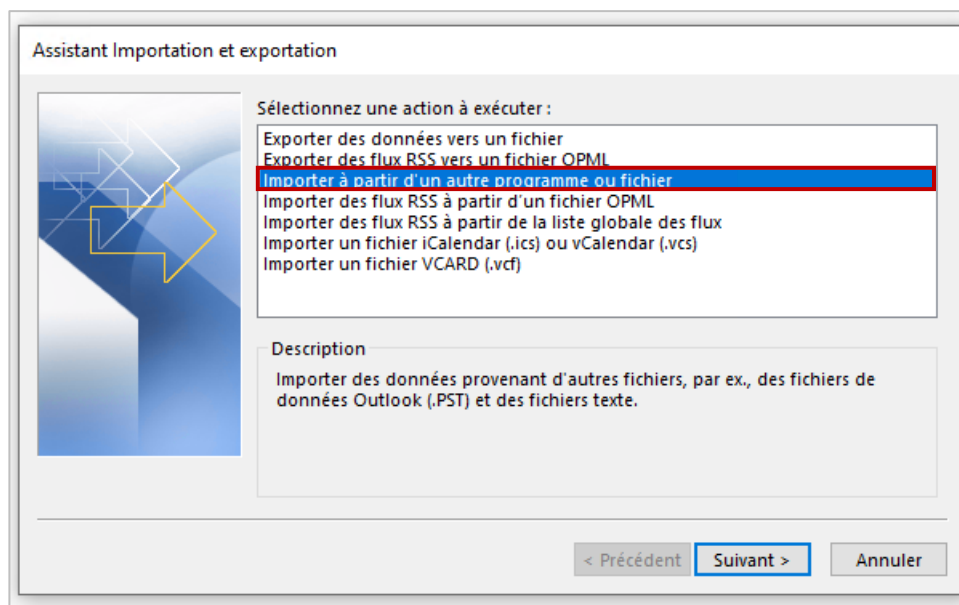 Assistant Importation et exportation
Sélectionnez une action à exécuter :
Exporter des données vers un fichier
Exporter des flux RSS vers un fichier OPML
Importer à partir d'un autre programme ou fichier
Importer des flux RSS à partir d'un fichier OPML
Importer des flux RSS à partir de la liste globale des flux
Importer un fichier iCalendar (.ics) ou vCalendar (.vcs)
Importer un fichier VCARD (.vcf)
Description
Importer des données provenant d'autres fichiers, par ex., des fichiers de
données Outlook (.PST) et des fichiers texte.
< Précédent Suivant > Annuler